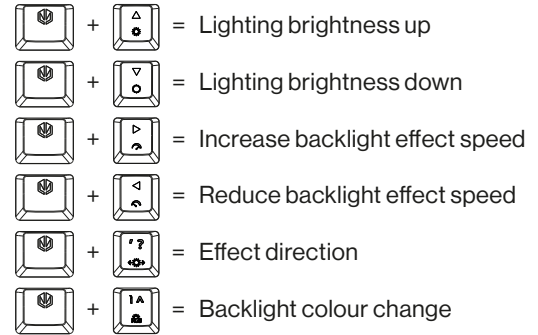 + = Lighting brightness up
+ = Lighting brightness down
+ = Increase backlight effect speed
+ = Reduce backlight effect speed
+ ' ? = Effect direction
+ = Backlight colour change